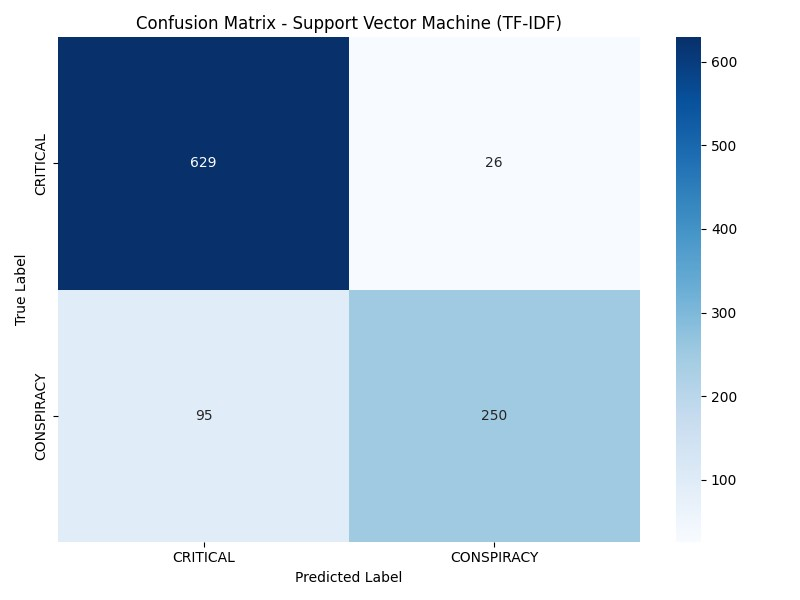 Confusion Matrix - Support Vector Machine (TF-IDF)
True Label
CRITICAL
629
26
CONSPIRACY
95
250
CRITICAL
CONSPIRACY
Predicted Label
600
500
400
300
200
100